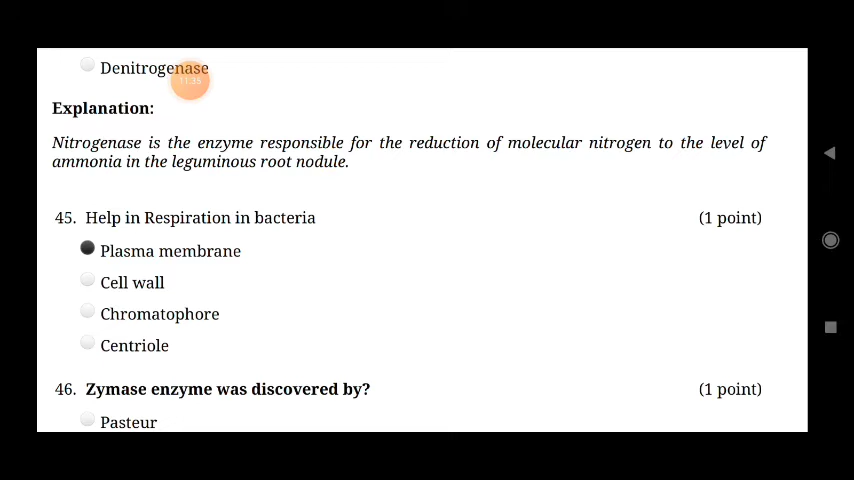 Denitrogenase
11:35
Explanation:
Nitrogenase is the enzyme responsible for the reduction of molecular nitrogen to the level of
ammonia in the leguminous root nodule.
45. Help in Respiration in bacteria (1 point)
Plasma membrane
Cell wall
Chromatophore
Centriole
46. Zymase enzyme was discovered by? (1 point)
Pasteur